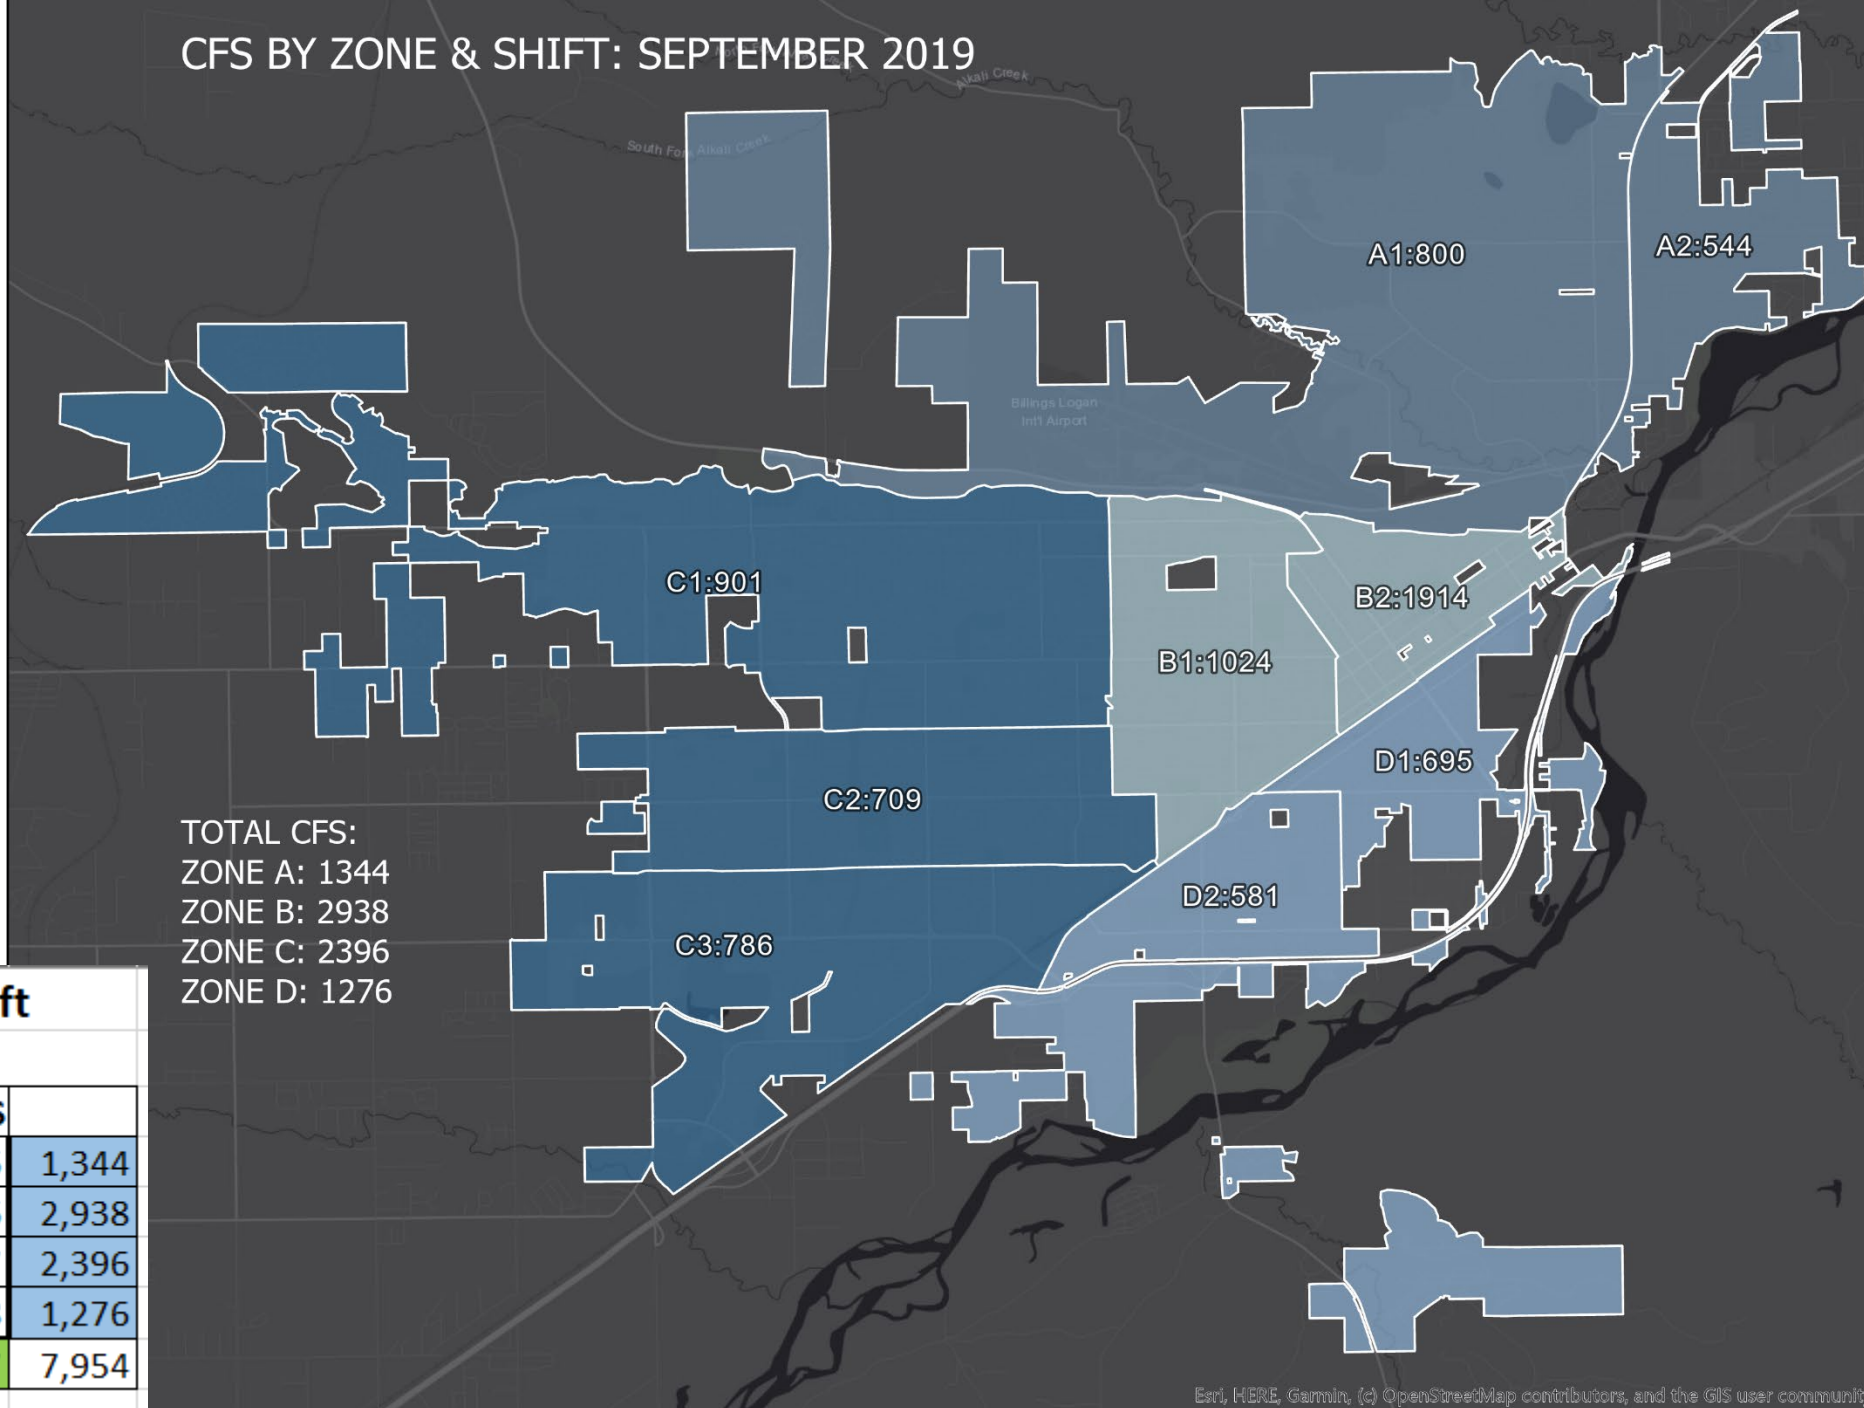 CFS BY ZONE & SHIFT: SEPTEMBER 2019
Alkali Creek
South Fork Alkali Creek
A1:800
A2:544
Billings Logan
Int'l Airport
C1:901
B2:1914
B1:1024
D1:695
C2:709
D2:581
C3:786
TOTAL CFS:
ZONE A: 1344
ZONE B: 2938
ZONE C: 2396
ZONE D: 1276
ft
1,344
2,938
2,396
1,276
7,954
Esri, HERE, Garmin, (c) OpenStreetMap contributors, and the GIS user communit